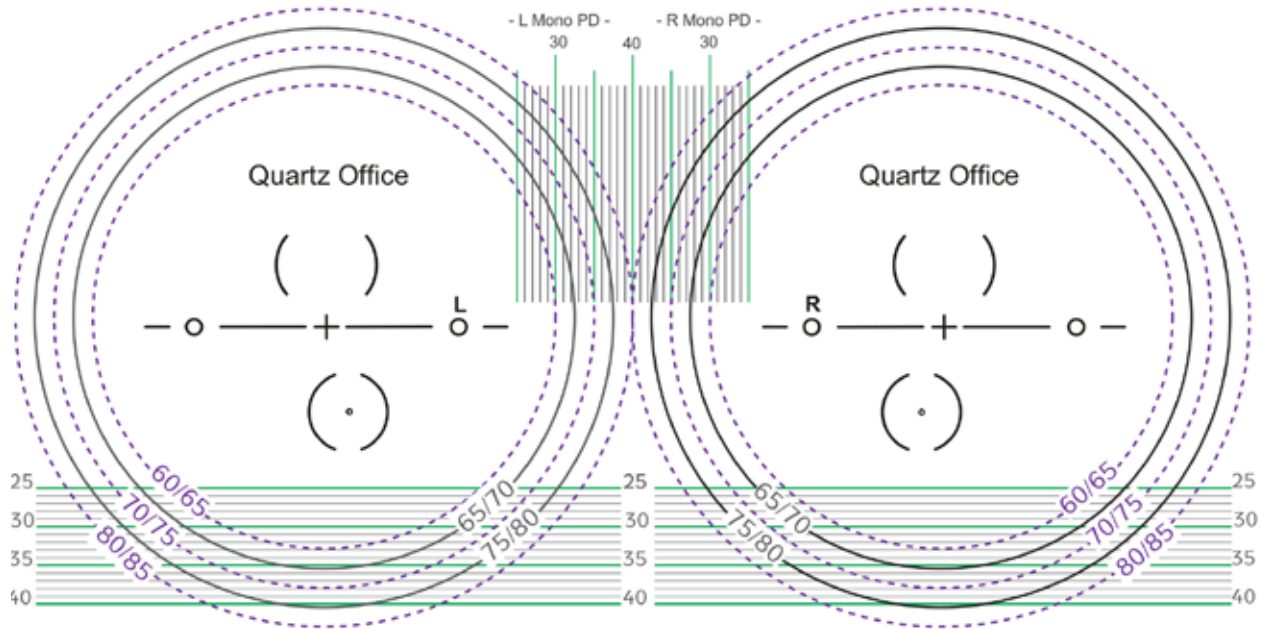 - L Mono PD -   - R Mono PD -
30   40   30
Quartz Office   Quartz Office
L   R
25   25   25
60/65   65/70   65/70   60/65
30   30   30
70/75   75/80   75/80   70/75
35   35   35
80/85   80/85
40   40   40